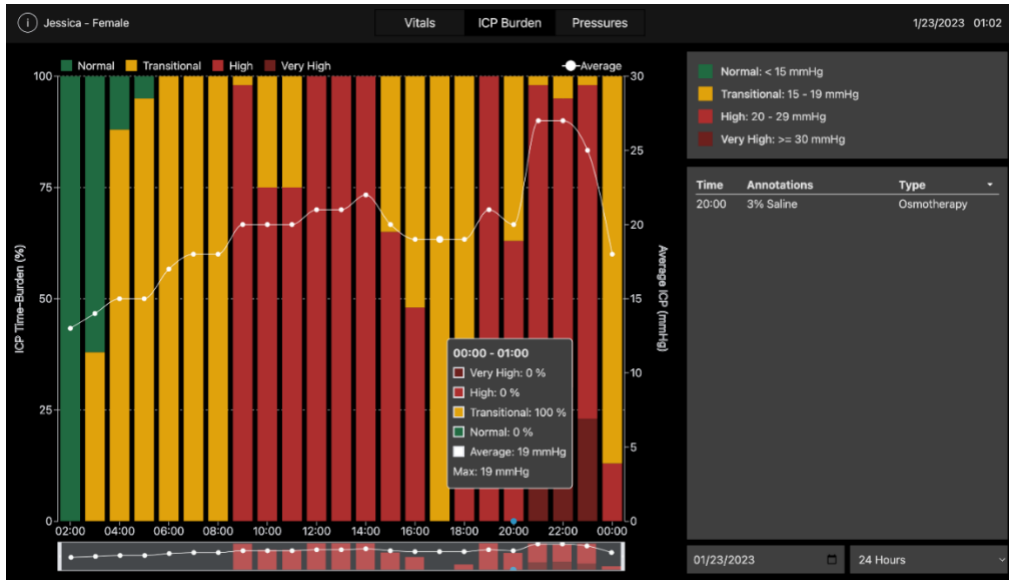 i Jessica - Female
Vitals ICP Burden Pressures
1/23/2023 01:02
Normal Transitional High Very High
Average
ICP Time-Burden (%)
100
75
50
25
0
02:00 04:00 06:00 08:00 10:00 12:00 14:00 16:00 18:00 20:00 22:00 00:00
30
25
20
15
10
5
0
Average ICP (mmHg)
00:00 - 01:00
Very High: 0 %
High: 0 %
Transitional: 100 %
Normal: 0 %
Average: 19 mmHg
Max: 19 mmHg
Normal: < 15 mmHg
Transitional: 15 - 19 mmHg
High: 20 - 29 mmHg
Very High: >= 30 mmHg
Time Annotations Type
20:00 3% Saline Osmotherapy
01/23/2023
24 Hours